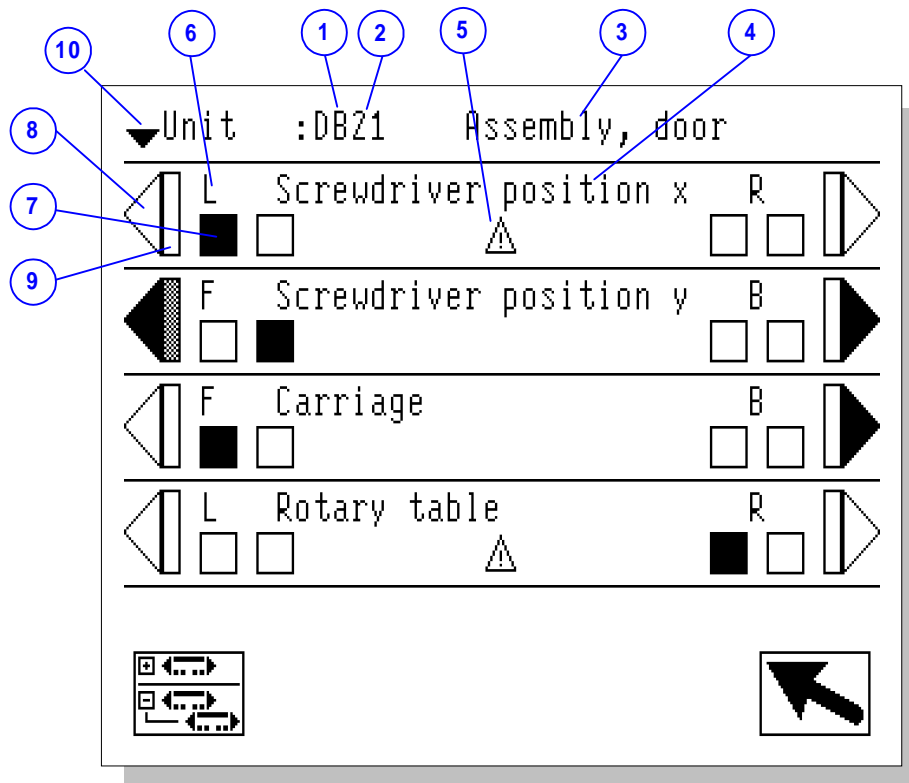 6 1 2 5 3 4
10
8 Unit :DB21 Assembly, door
L Screwdriver position x R
7
9
F Screwdriver position y B
F Carriage B
L Rotary table R